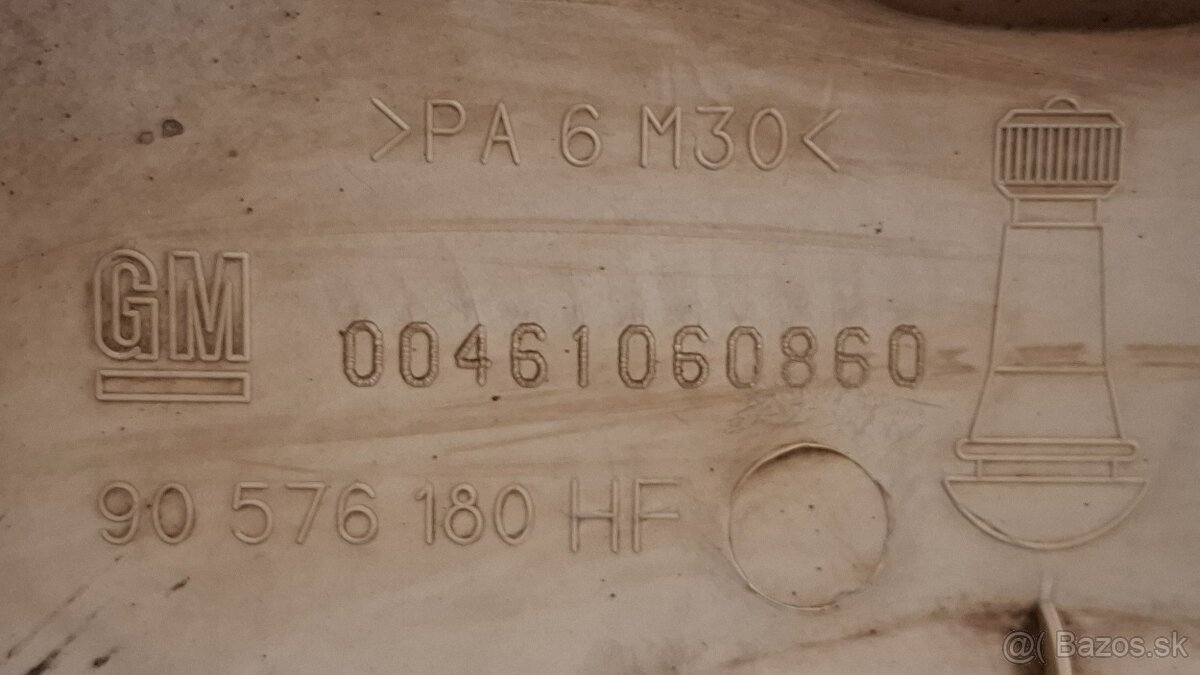 >PA 6 M30<
GM
00461060860
90 576 180 HF
@( Bazos.sk